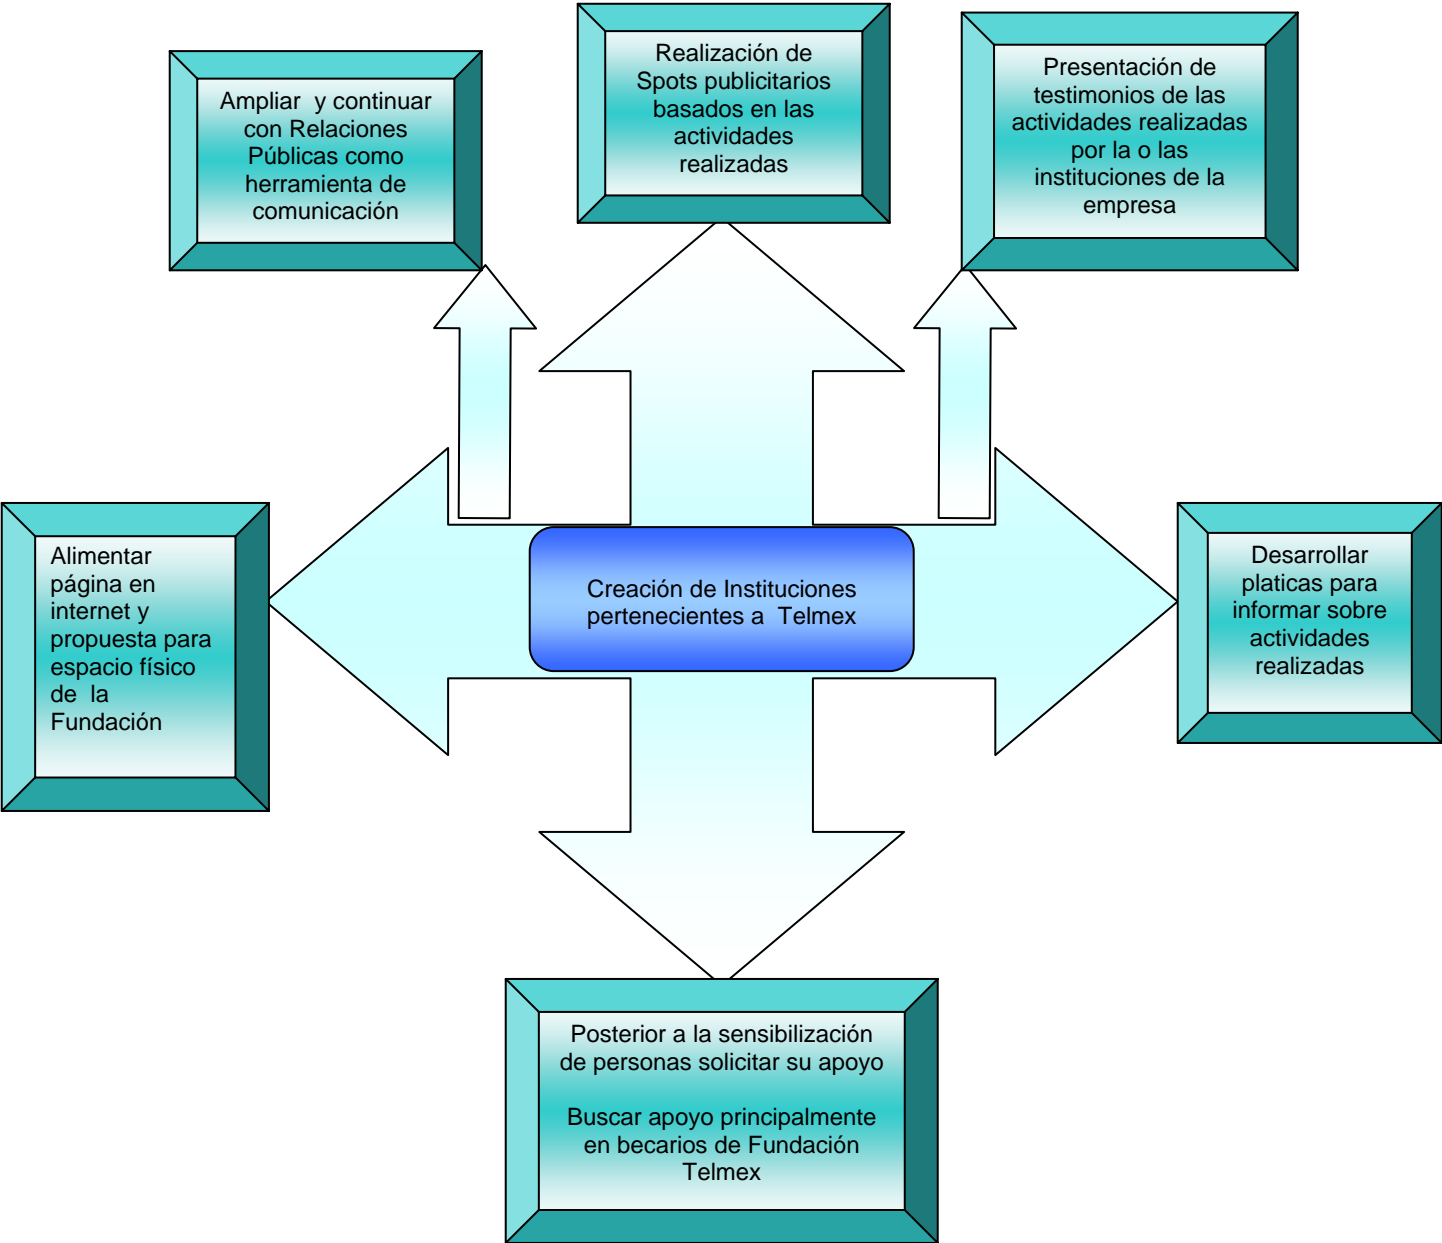 Ampliar y continuar
con Relaciones
Públicas como
herramienta de
comunicación
Realización de
Spots publicitarios
basados en las
actividades
realizadas
Presentación de
testimonios de las
actividades realizadas
por la o las
instituciones de la
empresa
Alimentar
página en
internet y
propuesta para
espacio físico
de la
Fundación
Creación de Instituciones
pertenecientes a Telmex
Desarrollar
platicas para
informar sobre
actividades
realizadas
Posterior a la sensibilización
de personas solicitar su apoyo
Buscar apoyo principalmente
en becarios de Fundación
Telmex